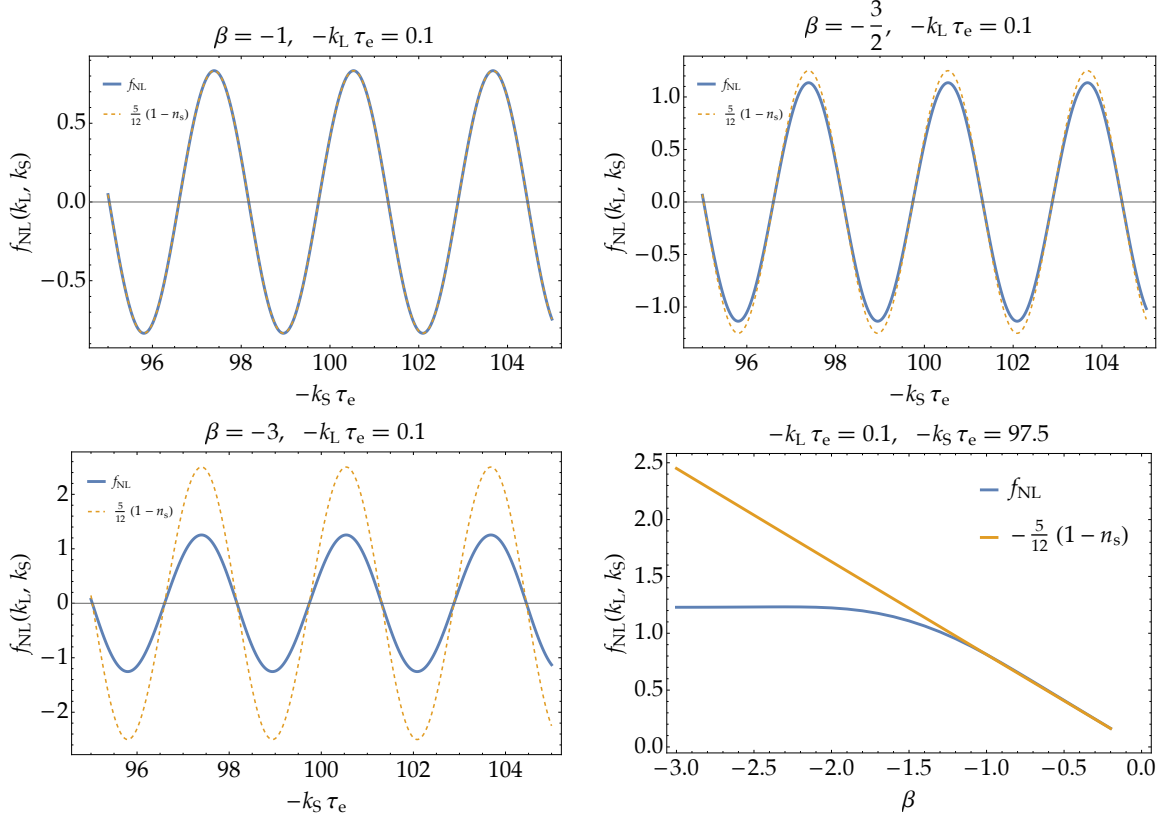 β = −1, −k_L τ_e = 0.1
f_NL
5/12 (1 − n_s)
f_NL(k_L, k_S)
0.5
0.0
−0.5
96 98 100 102 104
−k_S τ_e
β = −3/2, −k_L τ_e = 0.1
f_NL
5/12 (1 − n_s)
f_NL(k_L, k_S)
1.0
0.5
0
−0.5
−1.0
96 98 100 102 104
−k_S τ_e
β = −3, −k_L τ_e = 0.1
f_NL
5/12 (1 − n_s)
f_NL(k_L, k_S)
2
1
0
−1
−2
96 98 100 102 104
−k_S τ_e
−k_L τ_e = 0.1, −k_S τ_e = 97.5
f_NL
− 5/12 (1 − n_s)
f_NL(k_L, k_S)
2.5
2.0
1.5
1.0
0.5
0.0
−3.0 −2.5 −2.0 −1.5 −1.0 −0.5 0.0
β